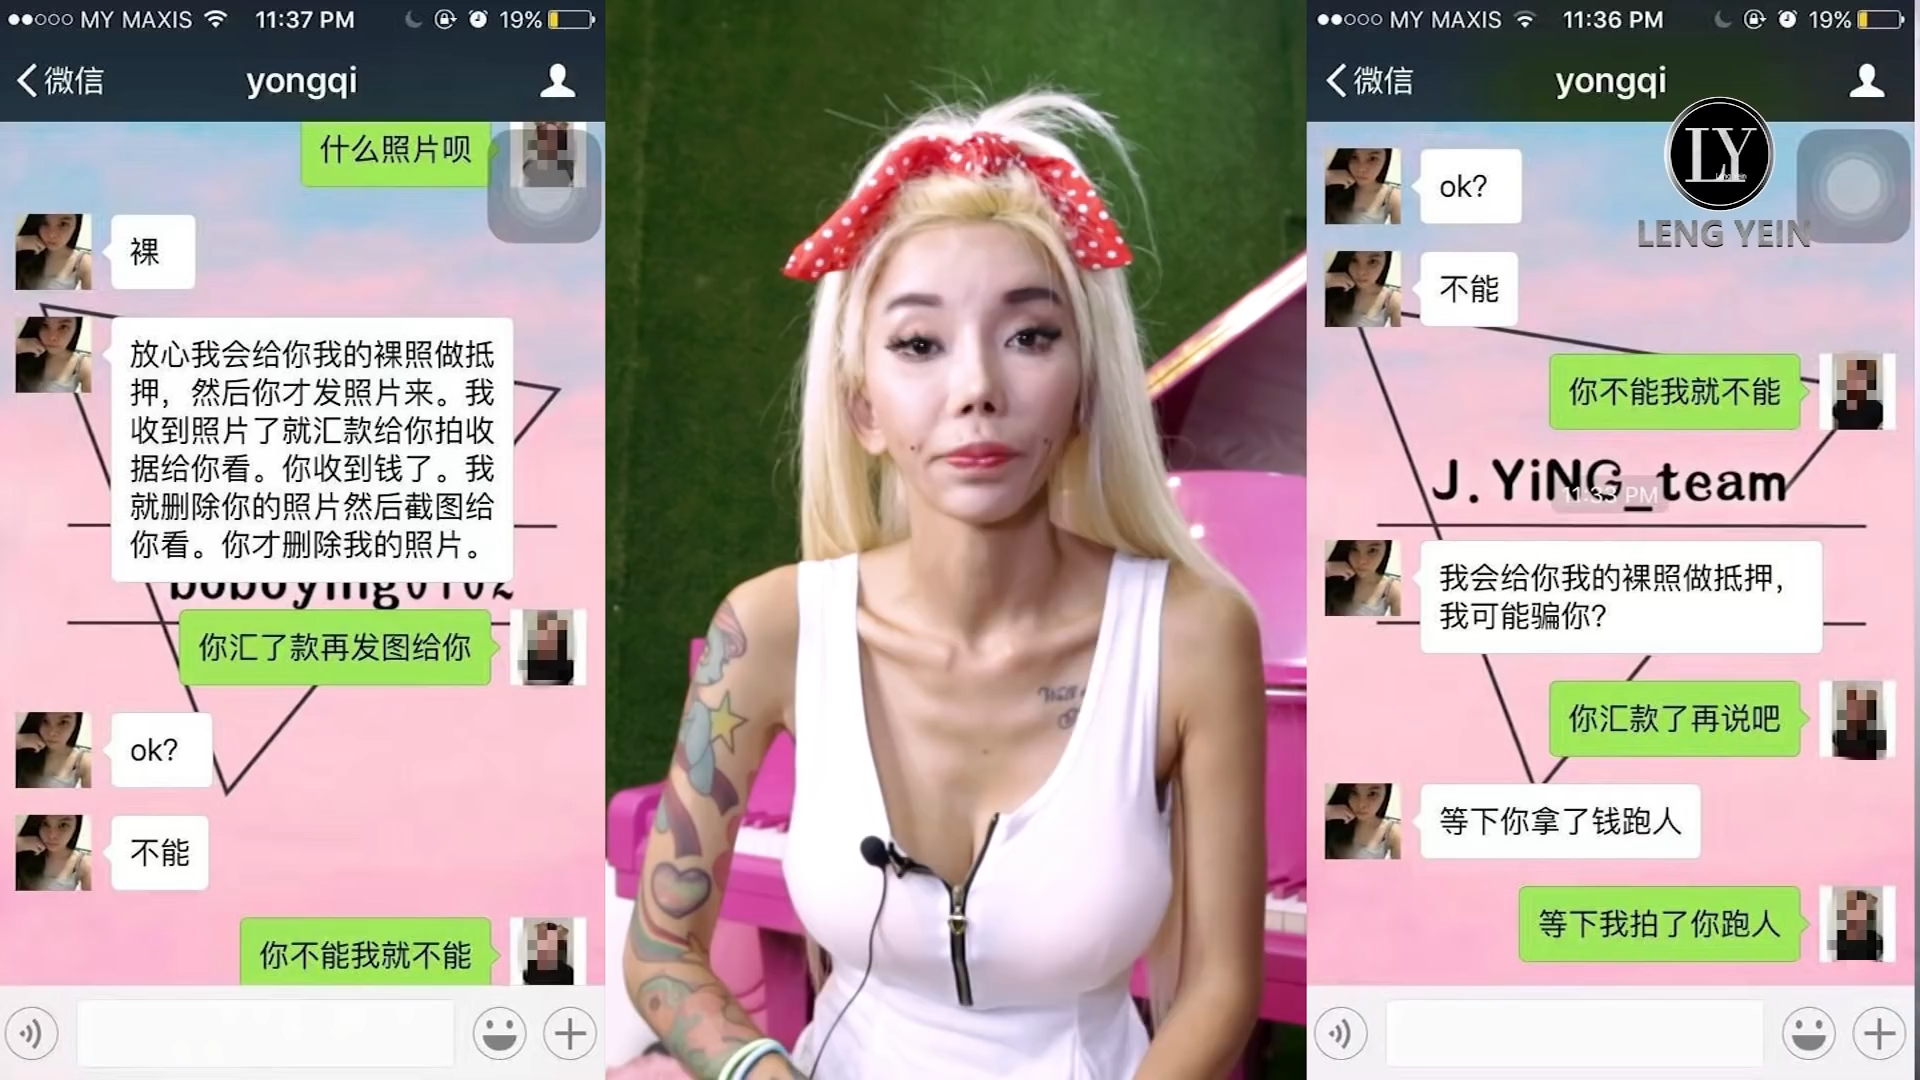 MY MAXIS 11:37 PM 19%
微信 yongqi
什么照片呗
裸
放心我会给你我的裸照做抵
押，然后你才发照片来。我
收到照片了就汇款给你拍收
据给你看。你收到钱了。我
就删除你的照片然后截图给
你看。你才删除我的照片。
boboying0102
你汇了款再发图给你
ok?
不能
你不能我就不能
Will
MY MAXIS 11:36 PM 19%
微信 yongqi
LY
LENG YEIN
ok?
不能
你不能我就不能
J.YiNG_team
11:33 PM
我会给你我的裸照做抵押，
我可能骗你?
你汇款了再说吧
等下你拿了钱跑人
等下我拍了你跑人